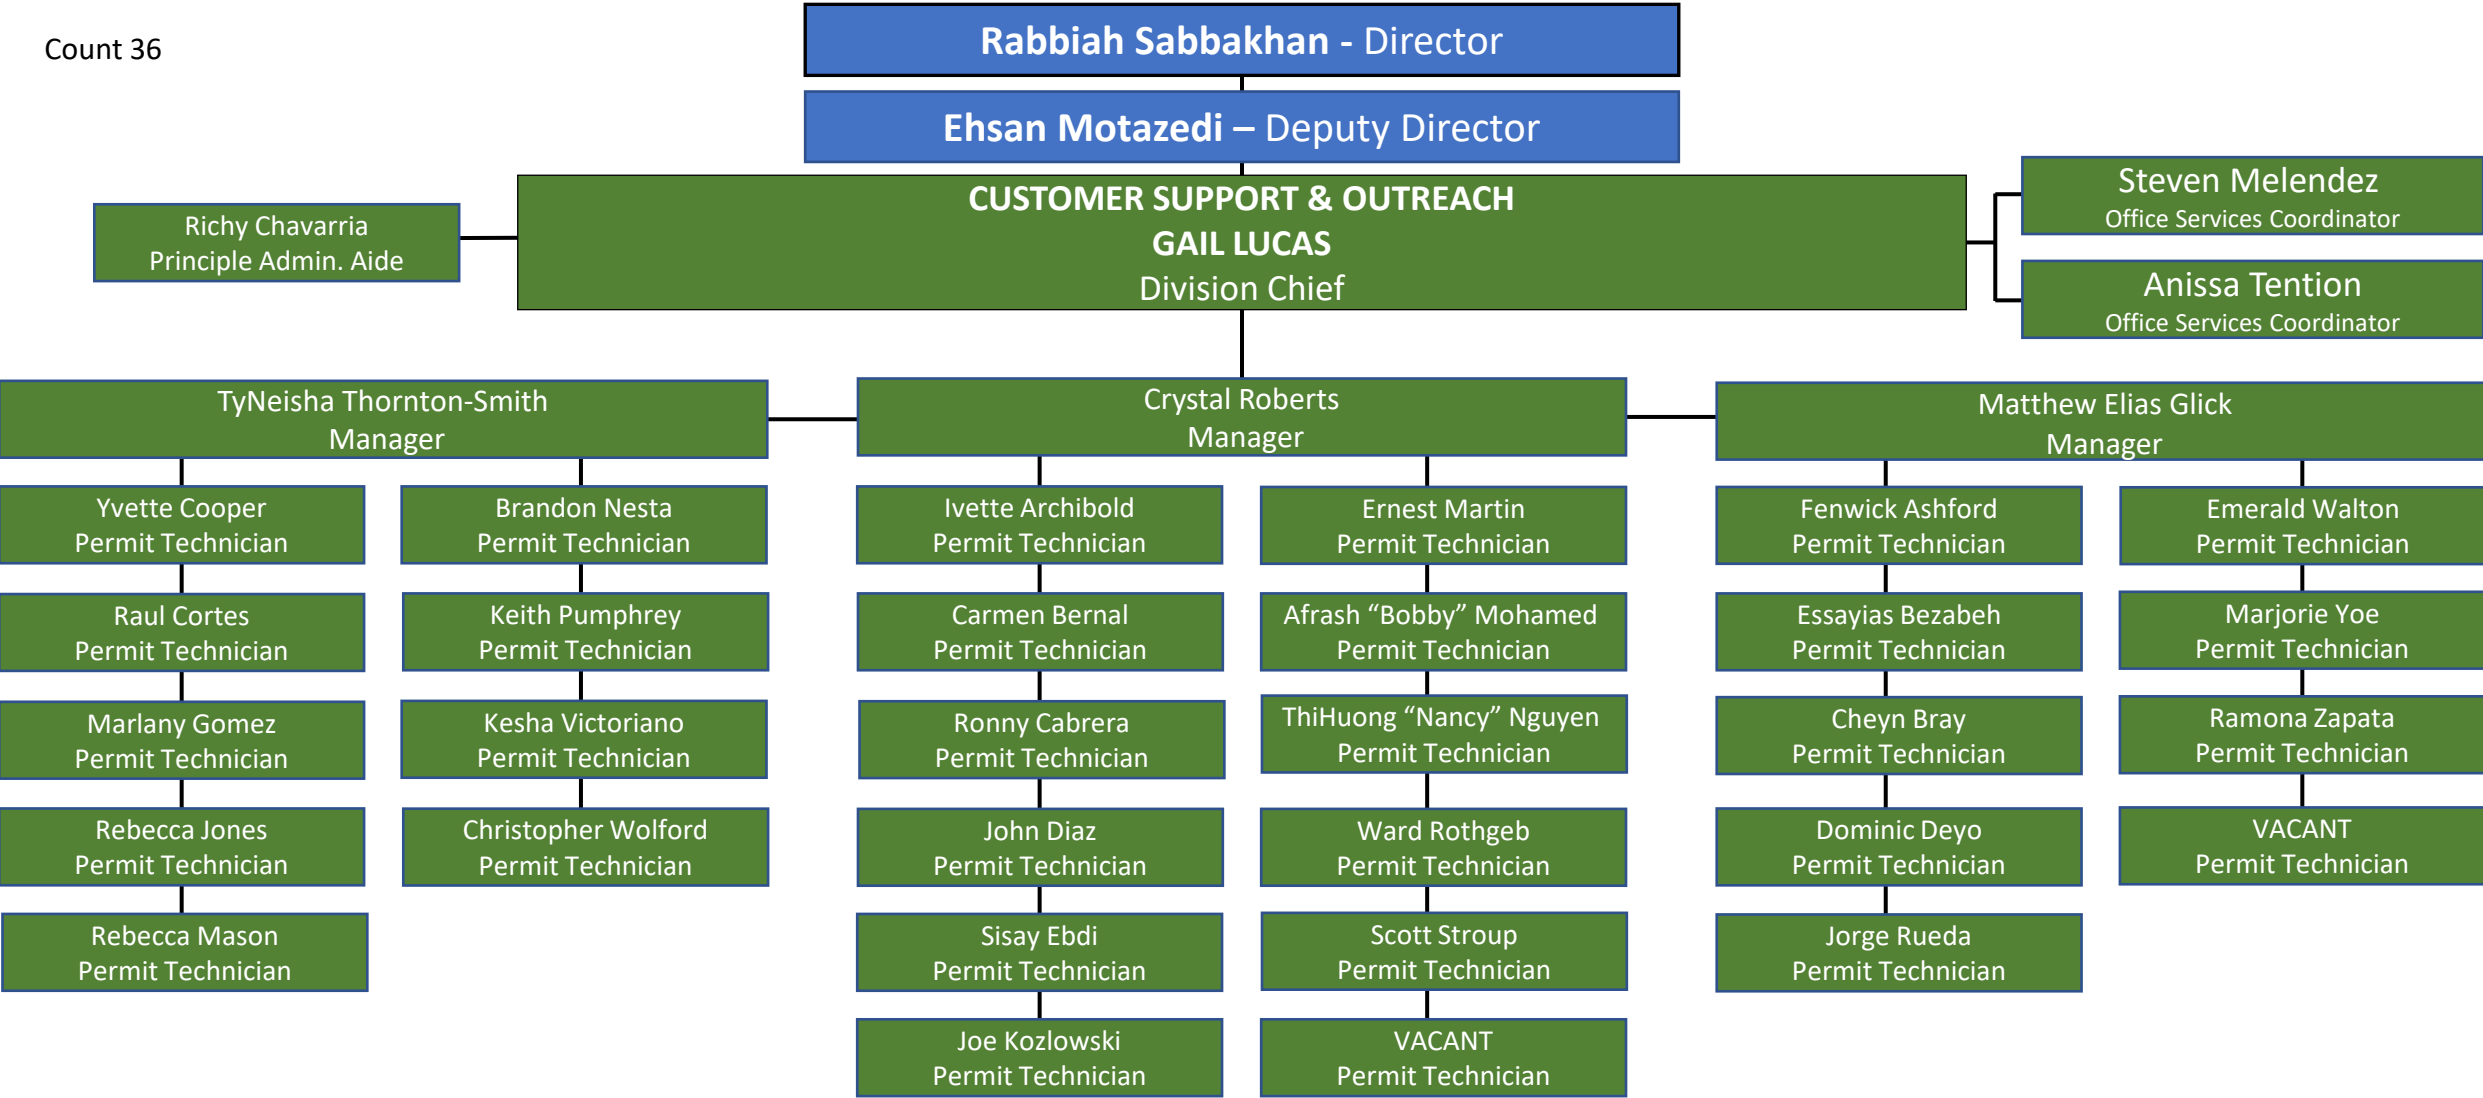 Count 36
Rabbiah Sabbakhan - Director
Ehsan Motazedi – Deputy Director
CUSTOMER SUPPORT & OUTREACH
GAIL LUCAS
Division Chief
Richy Chavarria
Principle Admin. Aide
Steven Melendez
Office Services Coordinator
Anissa Tention
Office Services Coordinator
TyNeisha Thornton-Smith
Manager
Yvette Cooper
Permit Technician
Raul Cortes
Permit Technician
Marlany Gomez
Permit Technician
Rebecca Jones
Permit Technician
Rebecca Mason
Permit Technician
Brandon Nesta
Permit Technician
Keith Pumphrey
Permit Technician
Kesha Victoriano
Permit Technician
Christopher Wolford
Permit Technician
Crystal Roberts
Manager
Ivette Archibold
Permit Technician
Carmen Bernal
Permit Technician
Ronny Cabrera
Permit Technician
John Diaz
Permit Technician
Sisay Ebdi
Permit Technician
Joe Kozlowski
Permit Technician
Ernest Martin
Permit Technician
Afrash “Bobby” Mohamed
Permit Technician
ThiHuong “Nancy” Nguyen
Permit Technician
Ward Rothgeb
Permit Technician
Scott Stroup
Permit Technician
VACANT
Permit Technician
Matthew Elias Glick
Manager
Fenwick Ashford
Permit Technician
Essayias Bezabeh
Permit Technician
Cheyn Bray
Permit Technician
Dominic Deyo
Permit Technician
Jorge Rueda
Permit Technician
Emerald Walton
Permit Technician
Marjorie Yoe
Permit Technician
Ramona Zapata
Permit Technician
VACANT
Permit Technician